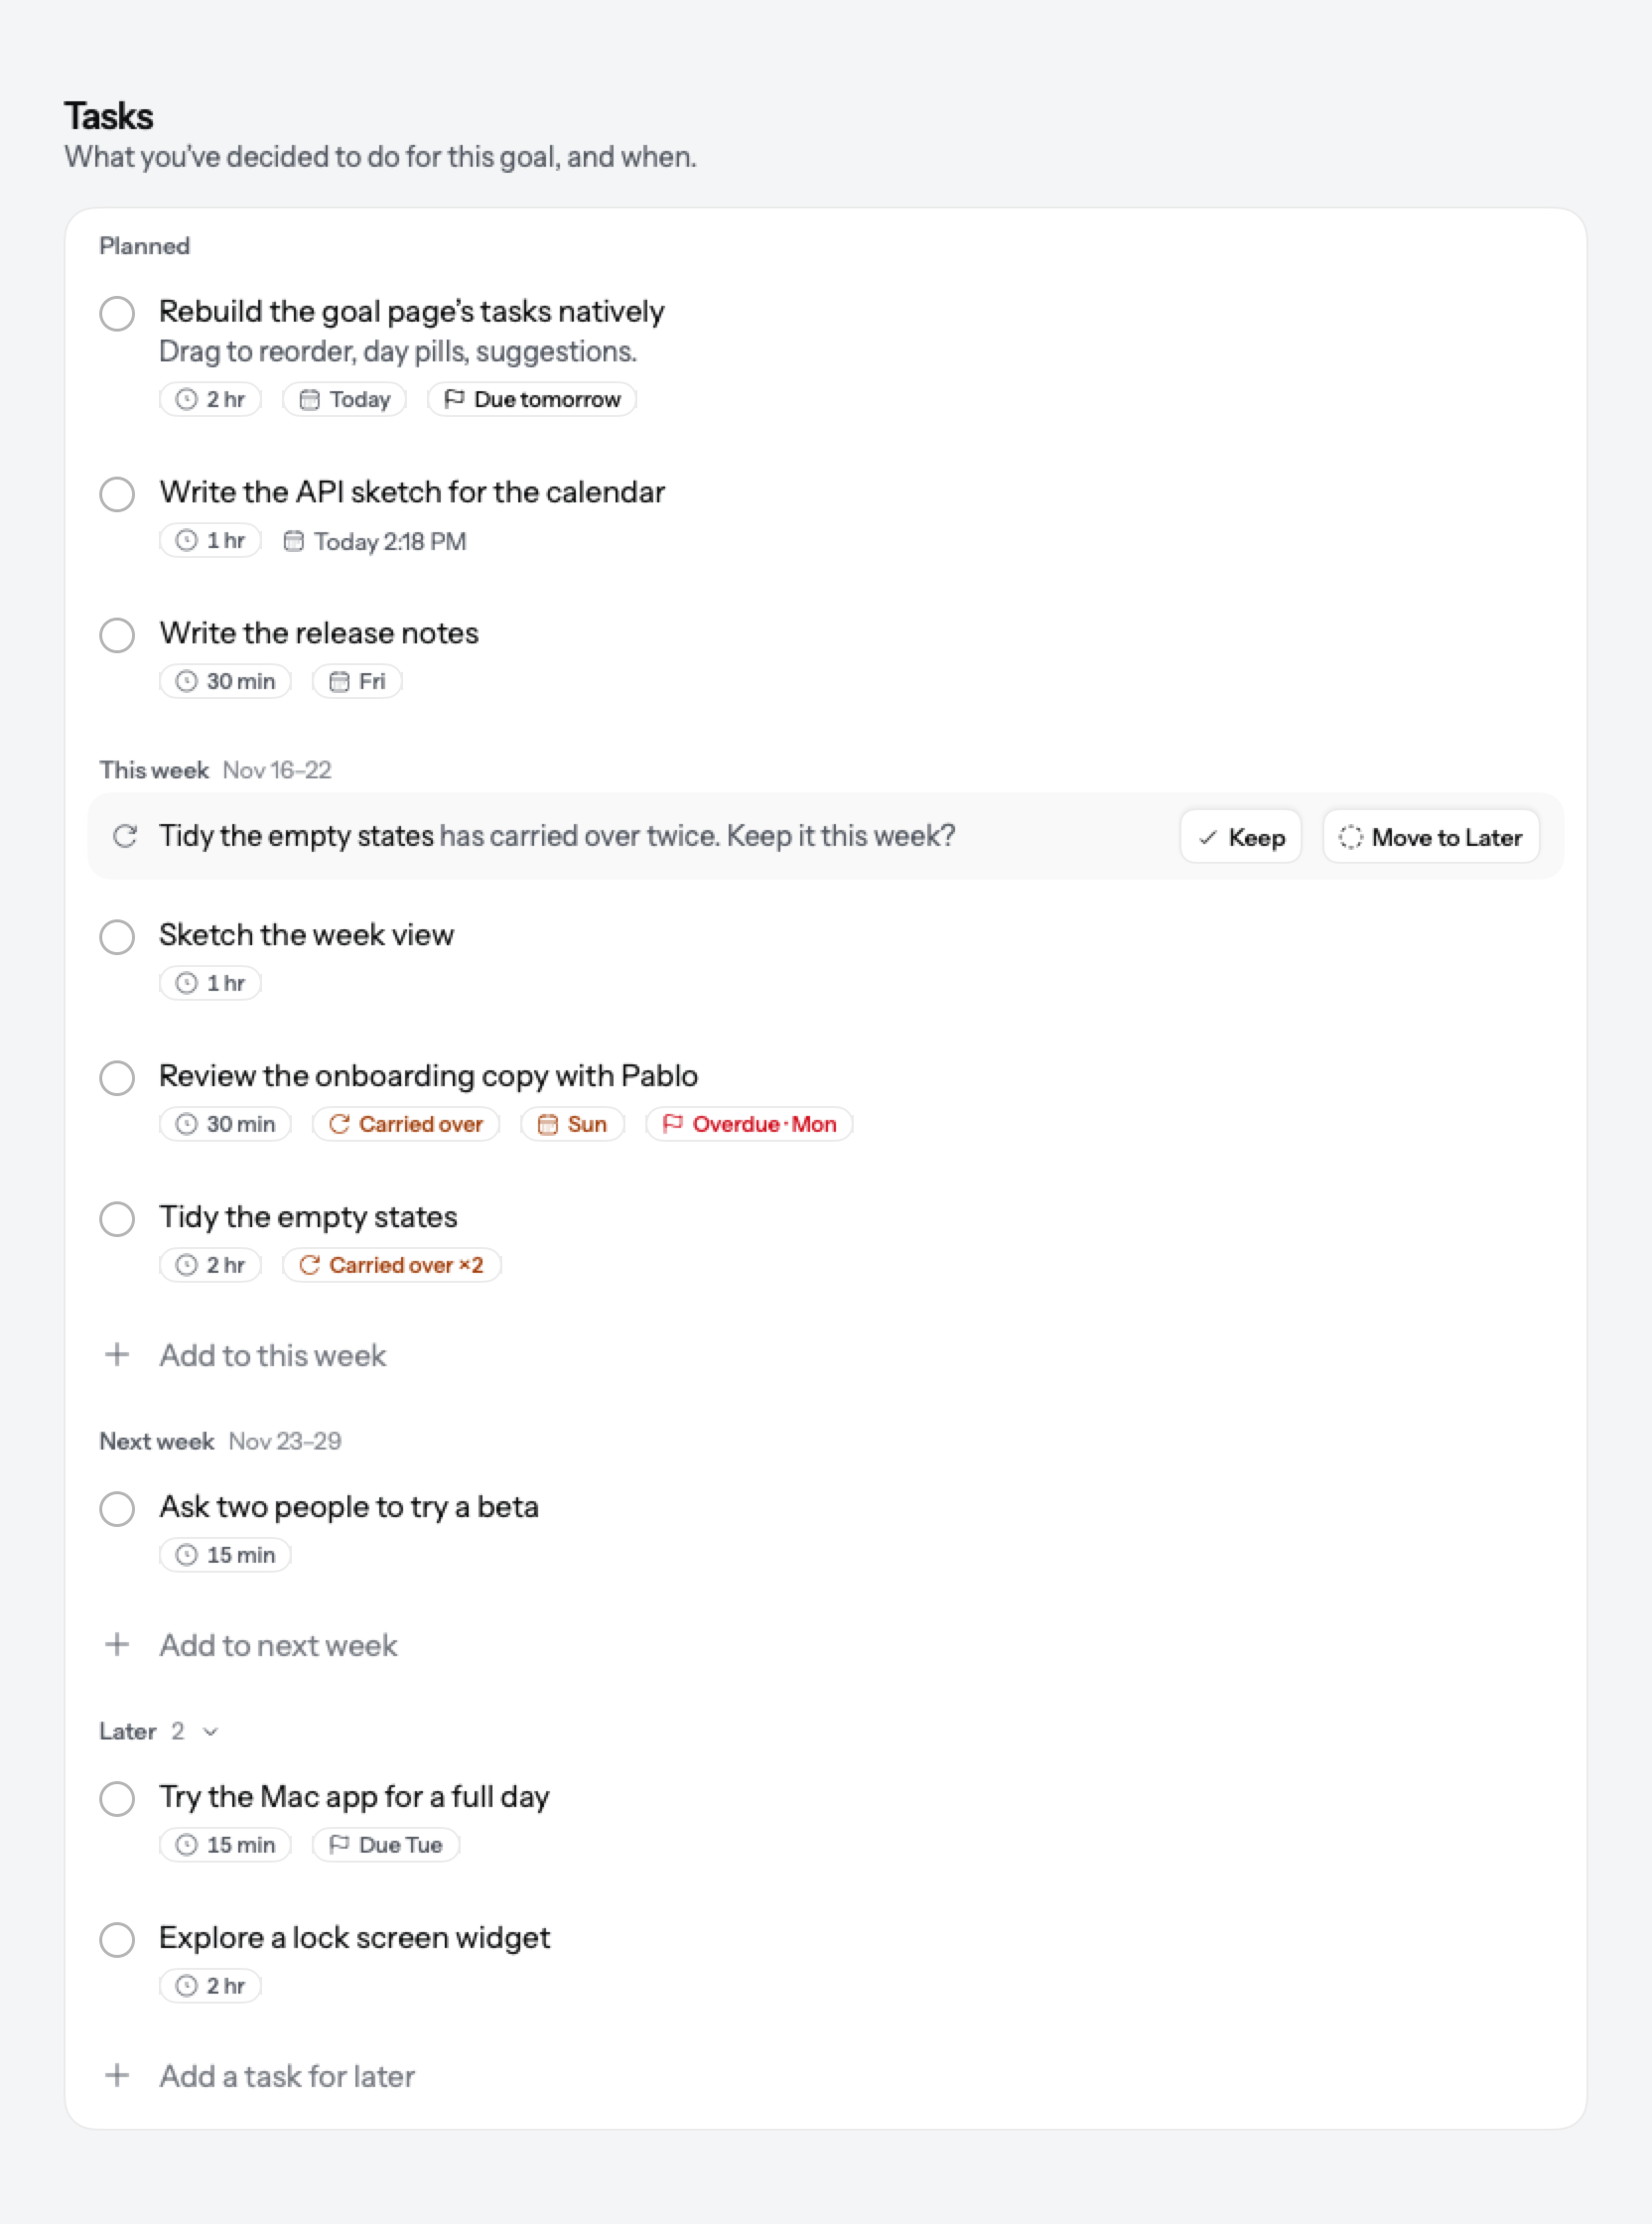 Tasks
What you've decided to do for this goal, and when.
Planned
Rebuild the goal page's tasks natively
Drag to reorder, day pills, suggestions.
2 hr Today Due tomorrow
Write the API sketch for the calendar
1 hr Today 2:18 PM
Write the release notes
30 min Fri
This week Nov 16–22
Tidy the empty states has carried over twice. Keep it this week? Keep Move to Later
Sketch the week view
1 hr
Review the onboarding copy with Pablo
30 min Carried over Sun Overdue · Mon
Tidy the empty states
2 hr Carried over ×2
Add to this week
Next week Nov 23–29
Ask two people to try a beta
15 min
Add to next week
Later 2
Try the Mac app for a full day
15 min Due Tue
Explore a lock screen widget
2 hr
Add a task for later